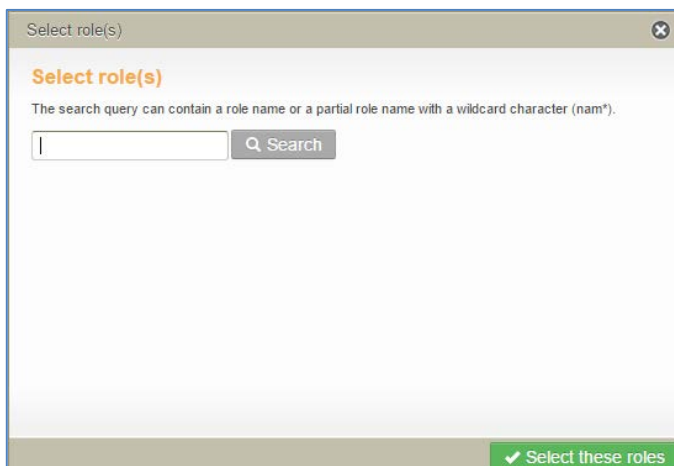 Select role(s)
Select role(s)
The search query can contain a role name or a partial role name with a wildcard character (nam*).
Search
Select these roles